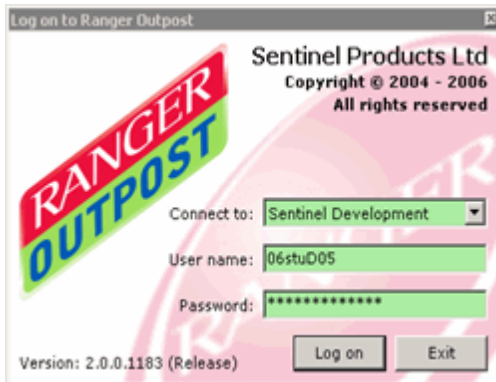 Log on to Ranger Outpost
Sentinel Products Ltd
Copyright © 2004 - 2006
All rights reserved
RANGER
OUTPOST
Connect to: Sentinel Development
User name: 06stuD05
Password: *************
Log on Exit
Version: 2.0.0.1183 (Release)
RANGER